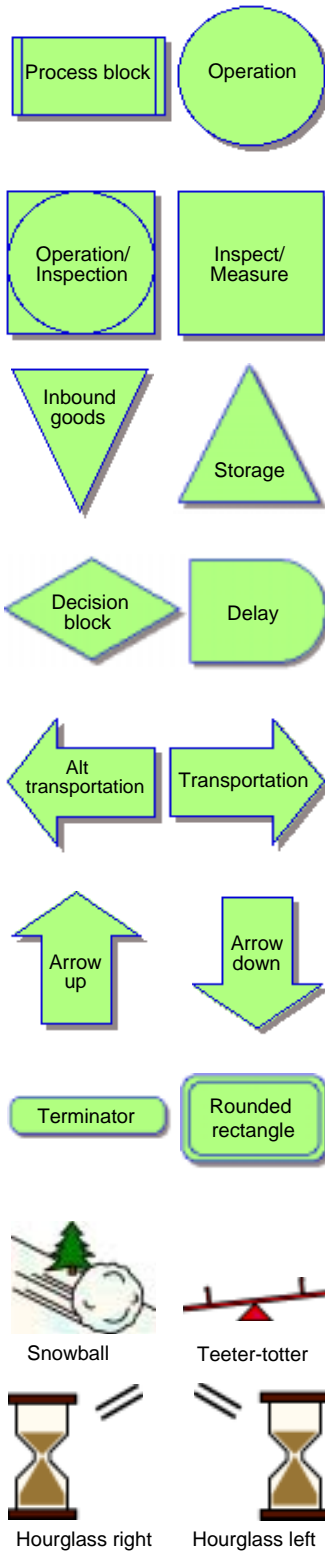 Process block
Operation
Operation/
Inspection
Inspect/
Measure
Inbound
goods
Storage
Decision
block
Delay
Alt
transportation
Transportation
Arrow
up
Arrow
down
Terminator
Rounded
rectangle
Snowball
Teeter-totter
Hourglass right
Hourglass left